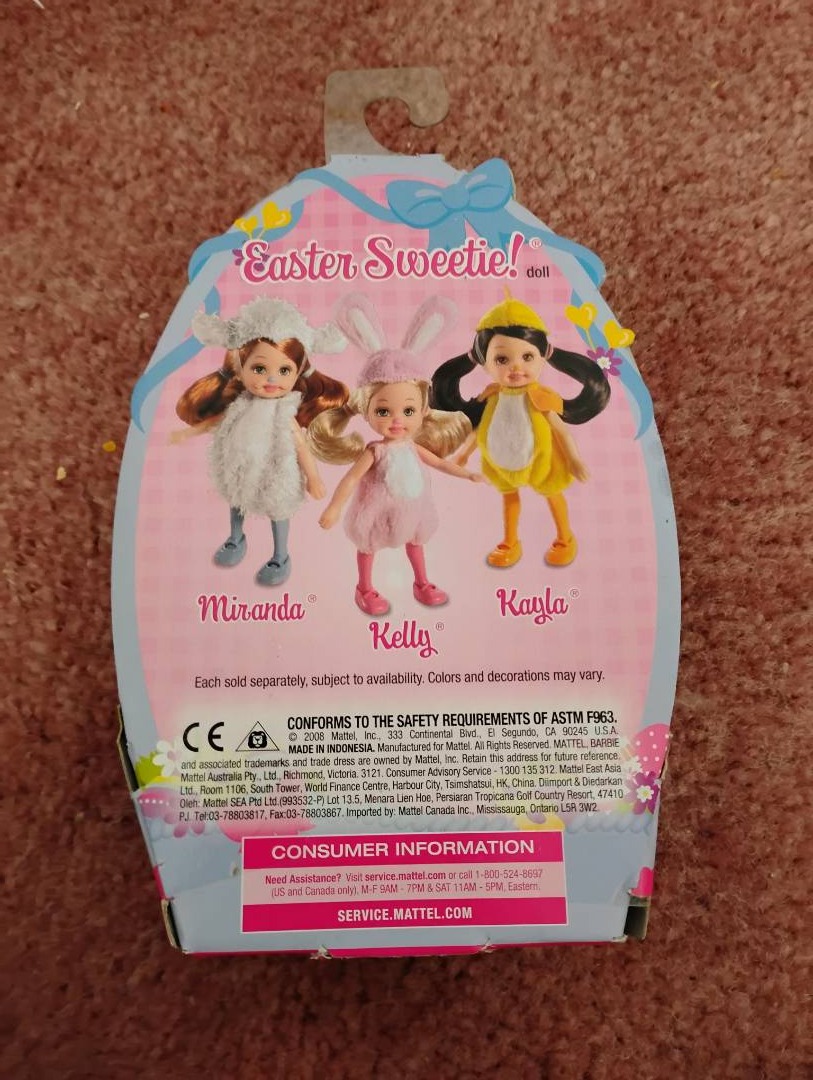 Easter Sweetie!® doll
Miranda®
Kelly®
Kayla®
Each sold separately, subject to availability. Colors and decorations may vary.
CE
CONFORMS TO THE SAFETY REQUIREMENTS OF ASTM F963.
© 2008 Mattel, Inc., 333 Continental Blvd., El Segundo, CA 90245 U.S.A.
MADE IN INDONESIA. Manufactured for Mattel. All Rights Reserved. MATTEL, BARBIE
and associated trademarks and trade dress are owned by Mattel, Inc. Retain this address for future reference.
Mattel Australia Pty., Ltd., Richmond, Victoria. 3121. Consumer Advisory Service - 1300 135 312. Mattel East Asia
Ltd., Room 1106, South Tower, World Finance Centre, Harbour City, Tsimshatsui, HK, China. Diimport & Diedarkan
Oleh: Mattel SEA Ptd Ltd.(993532-P) Lot 13.5, Menara Lien Hoe, Persiaran Tropicana Golf Country Resort, 47410
PJ. Tel:03-78803817, Fax:03-78803867. Imported by: Mattel Canada Inc., Mississauga, Ontario L5R 3W2.
CONSUMER INFORMATION
Need Assistance? Visit service.mattel.com or call 1-800-524-8697
(US and Canada only). M-F 9AM - 7PM & SAT 11AM - 5PM, Eastern.
SERVICE.MATTEL.COM